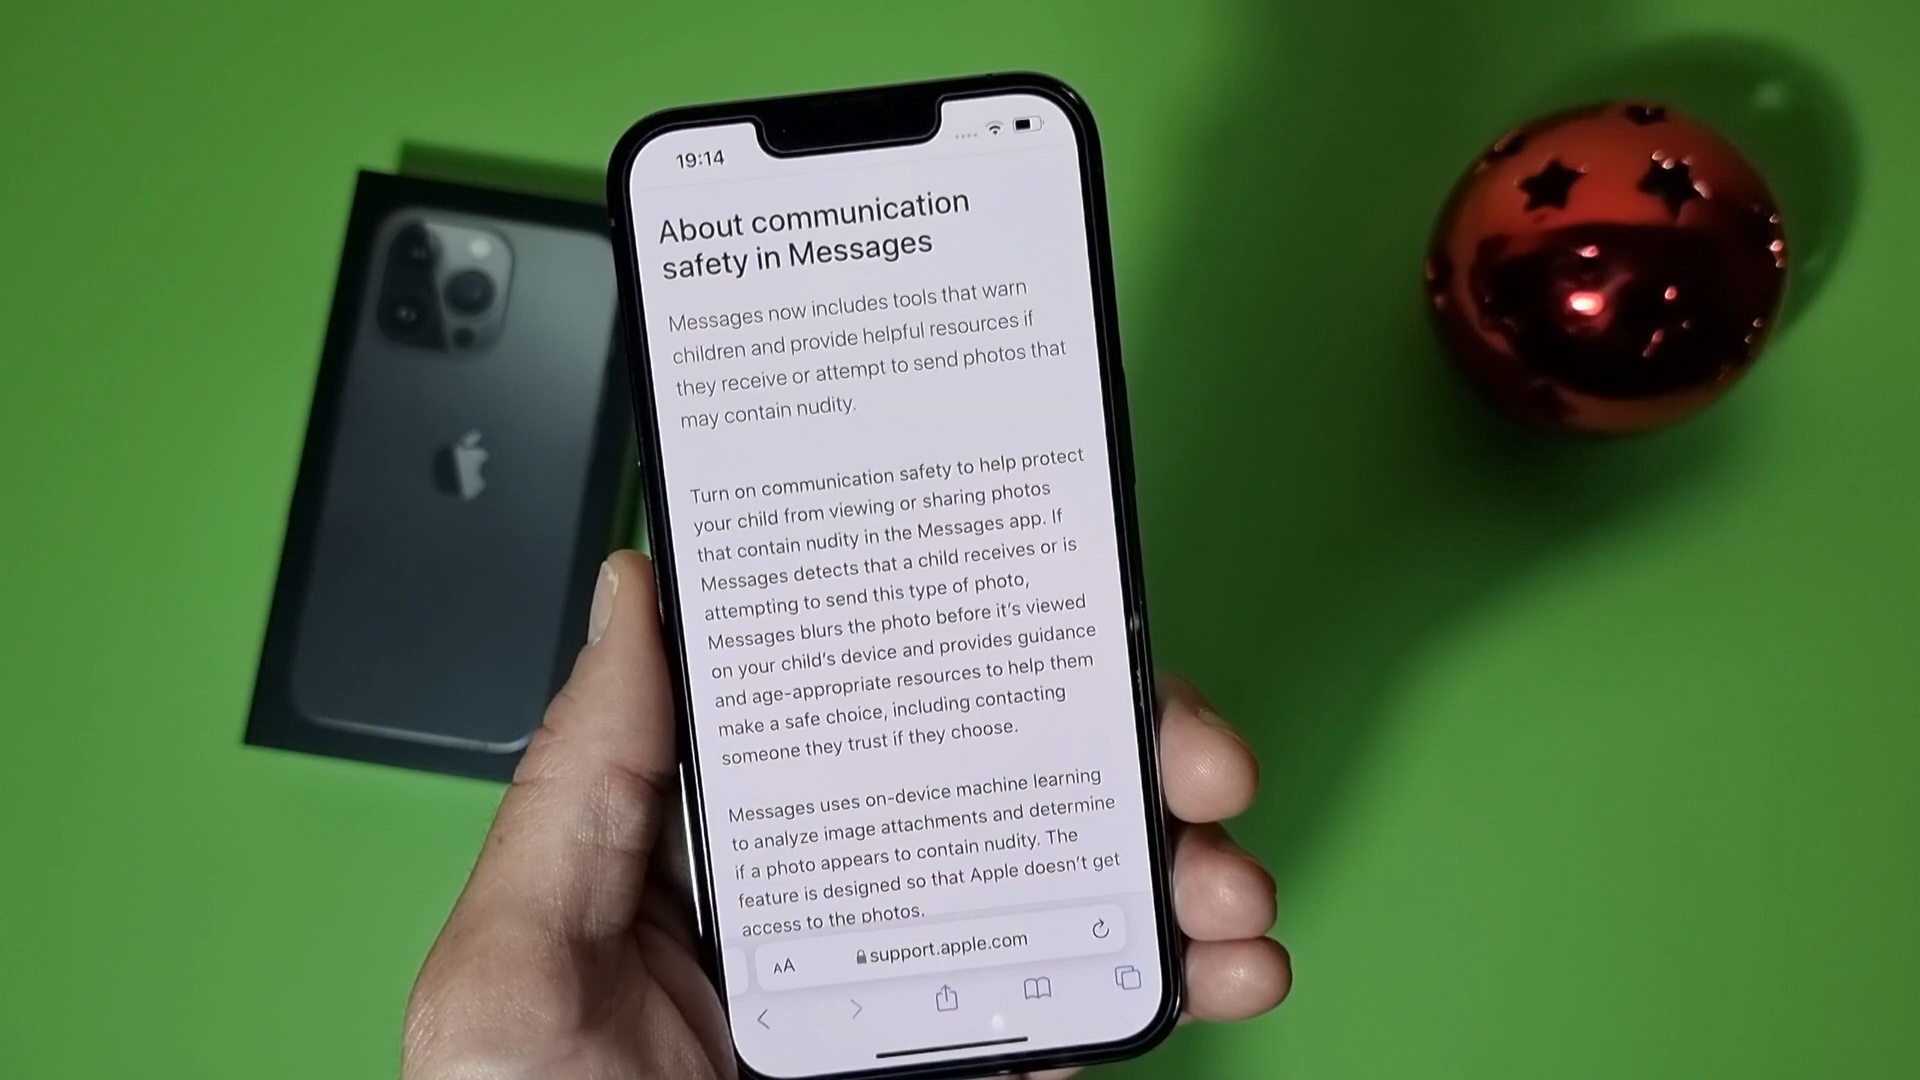 19:14
About communication
safety in Messages
Messages now includes tools that warn
children and provide helpful resources if
they receive or attempt to send photos that
may contain nudity.
Turn on communication safety to help protect
your child from viewing or sharing photos
that contain nudity in the Messages app. If
Messages detects that a child receives or is
attempting to send this type of photo,
Messages blurs the photo before it’s viewed
on your child’s device and provides guidance
and age-appropriate resources to help them
make a safe choice, including contacting
someone they trust if they choose.
Messages uses on-device machine learning
to analyze image attachments and determine
if a photo appears to contain nudity. The
feature is designed so that Apple doesn’t get
access to the photos.
AA support.apple.com